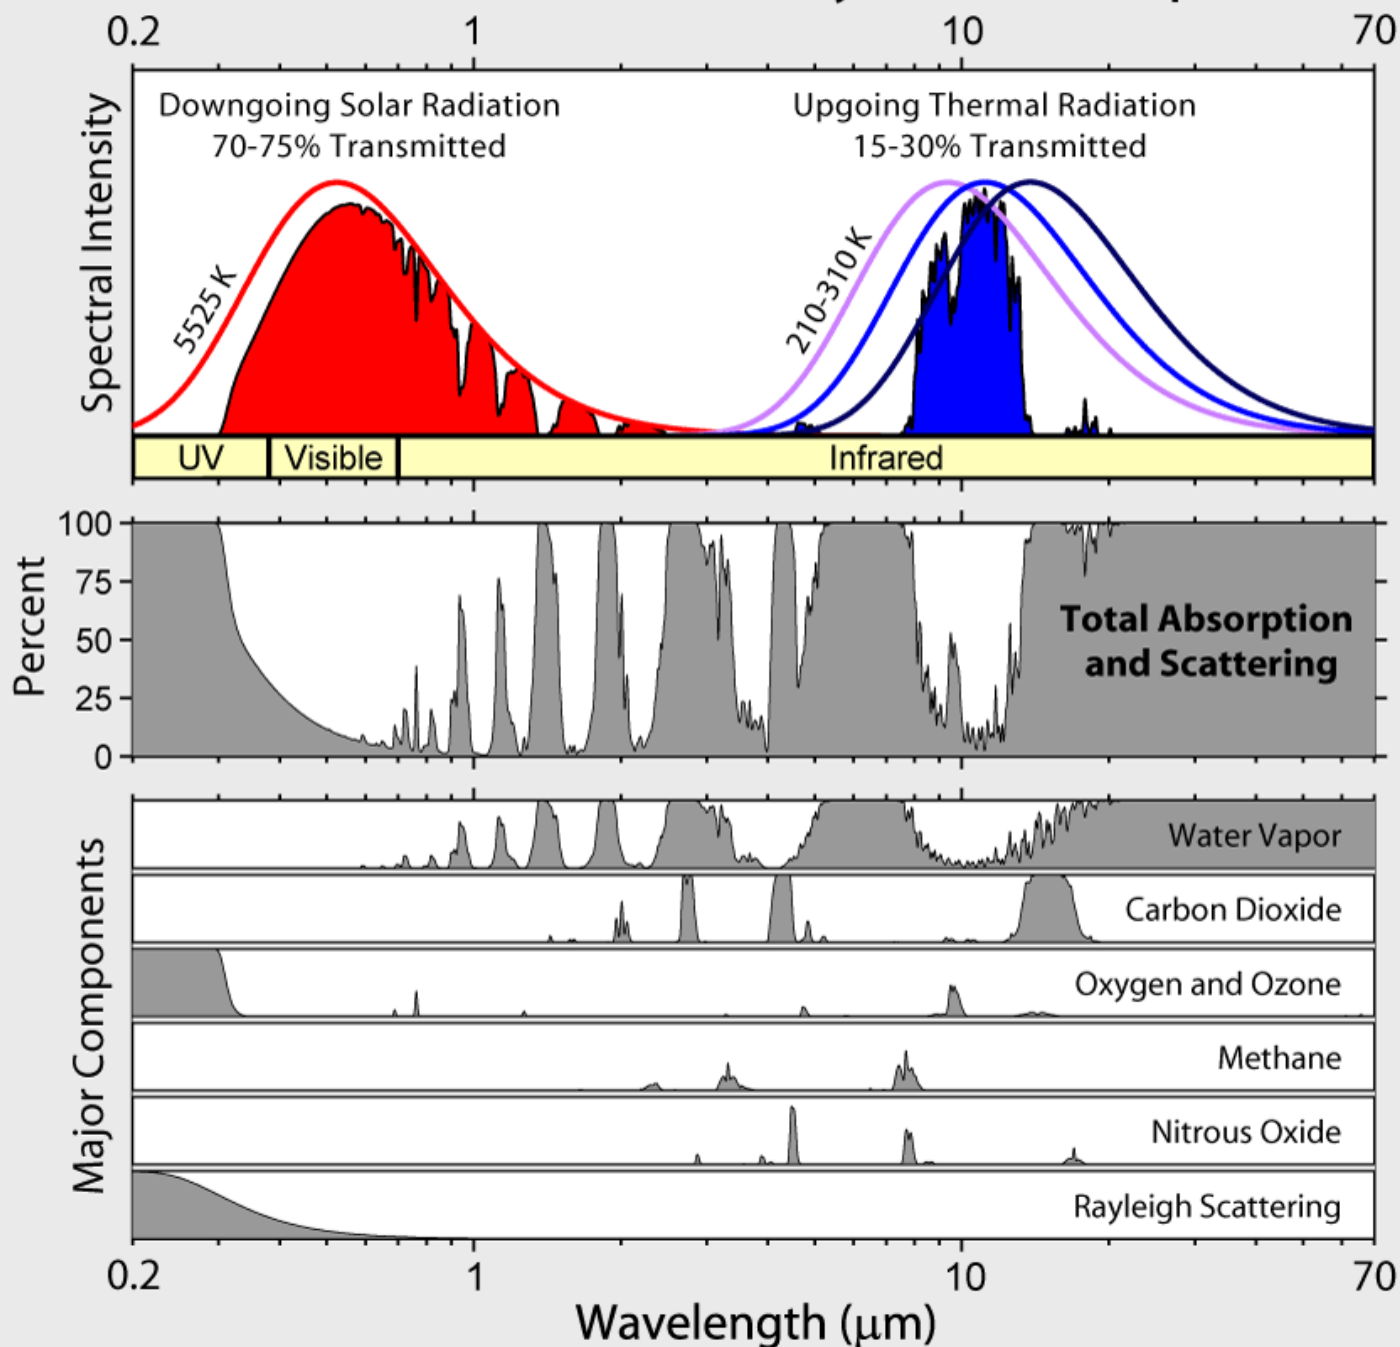 0.2 1 10 70
Downgoing Solar Radiation
70-75% Transmitted
Upgoing Thermal Radiation
15-30% Transmitted
Spectral Intensity
5525 K
210-310 K
UV Visible Infrared
Percent
100
75
50
25
0
Total Absorption
and Scattering
Major Components
Water Vapor
Carbon Dioxide
Oxygen and Ozone
Methane
Nitrous Oxide
Rayleigh Scattering
0.2 1 10 70
Wavelength (μm)